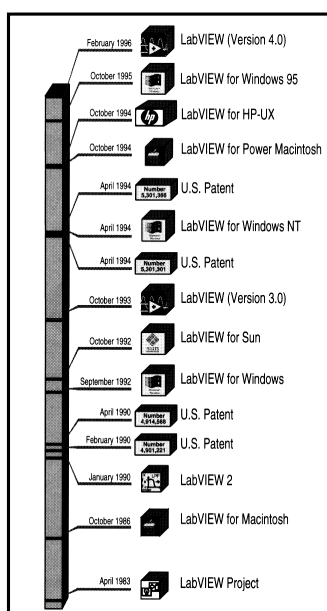 February 1996 LabVIEW (Version 4.0)
October 1995 LabVIEW for Windows 95
October 1994 hp LabVIEW for HP-UX
October 1994 LabVIEW for Power Macintosh
April 1994 Number 5,301,366 U.S. Patent
April 1994 LabVIEW for Windows NT
April 1994 Number 5,301,301 U.S. Patent
October 1993 LabVIEW (Version 3.0)
October 1992 LabVIEW for Sun
September 1992 LabVIEW for Windows
April 1990 Number 4,914,568 U.S. Patent
February 1990 Number 4,901,221 U.S. Patent
January 1990 LabVIEW 2
October 1986 LabVIEW for Macintosh
April 1983 LabVIEW Project